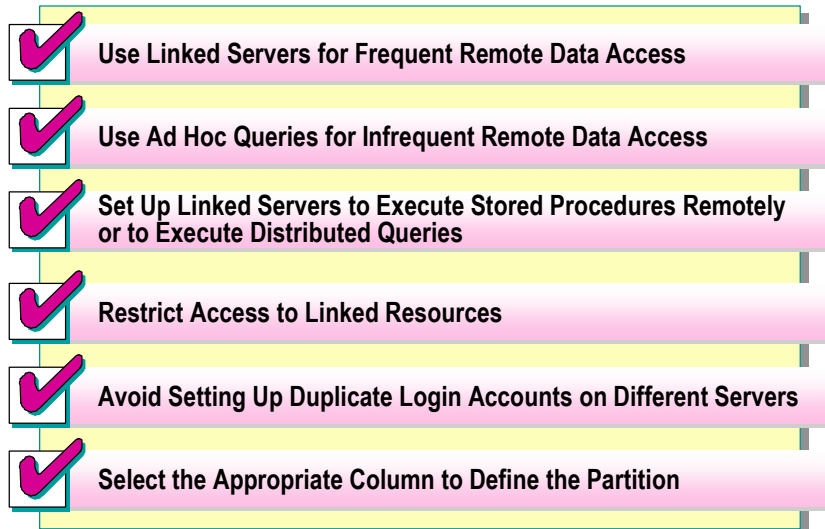 Use Linked Servers for Frequent Remote Data Access
Use Ad Hoc Queries for Infrequent Remote Data Access
Set Up Linked Servers to Execute Stored Procedures Remotely
or to Execute Distributed Queries
Restrict Access to Linked Resources
Avoid Setting Up Duplicate Login Accounts on Different Servers
Select the Appropriate Column to Define the Partition